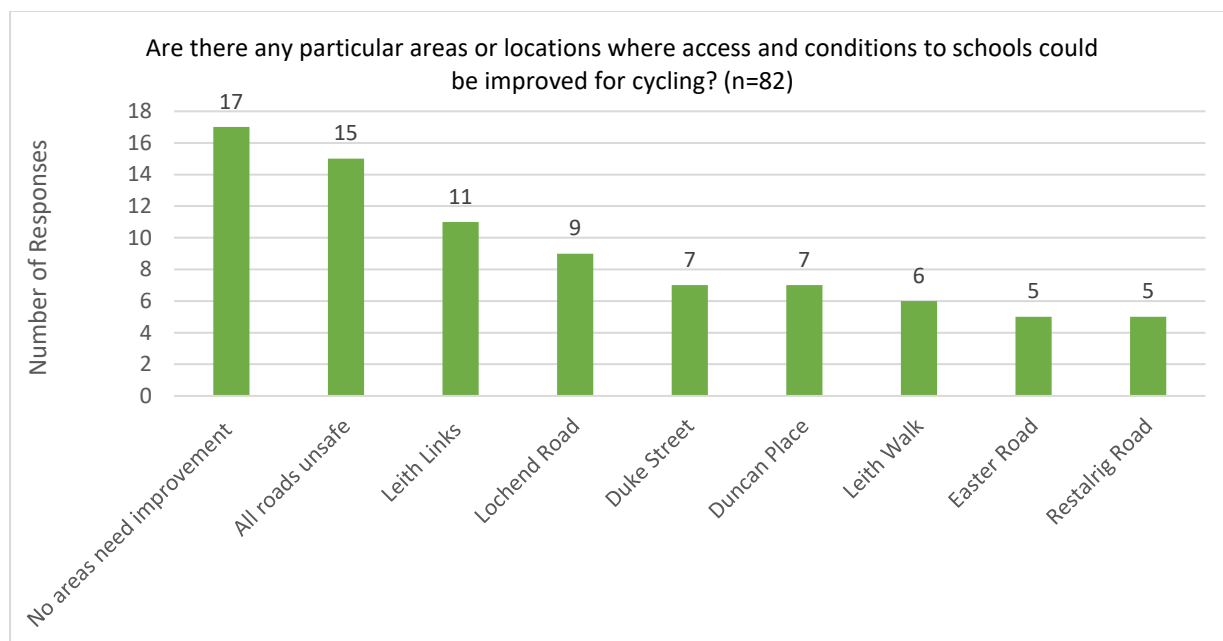 Are there any particular areas or locations where access and conditions to schools could
be improved for cycling? (n=82)
Number of Responses
18
16
14
12
10
8
6
4
2
0
17
15
11
9
7
7
6
5
5
No areas need improvement
All roads unsafe
Leith Links
Lochend Road
Duke Street
Duncan Place
Leith Walk
Easter Road
Restalrig Road